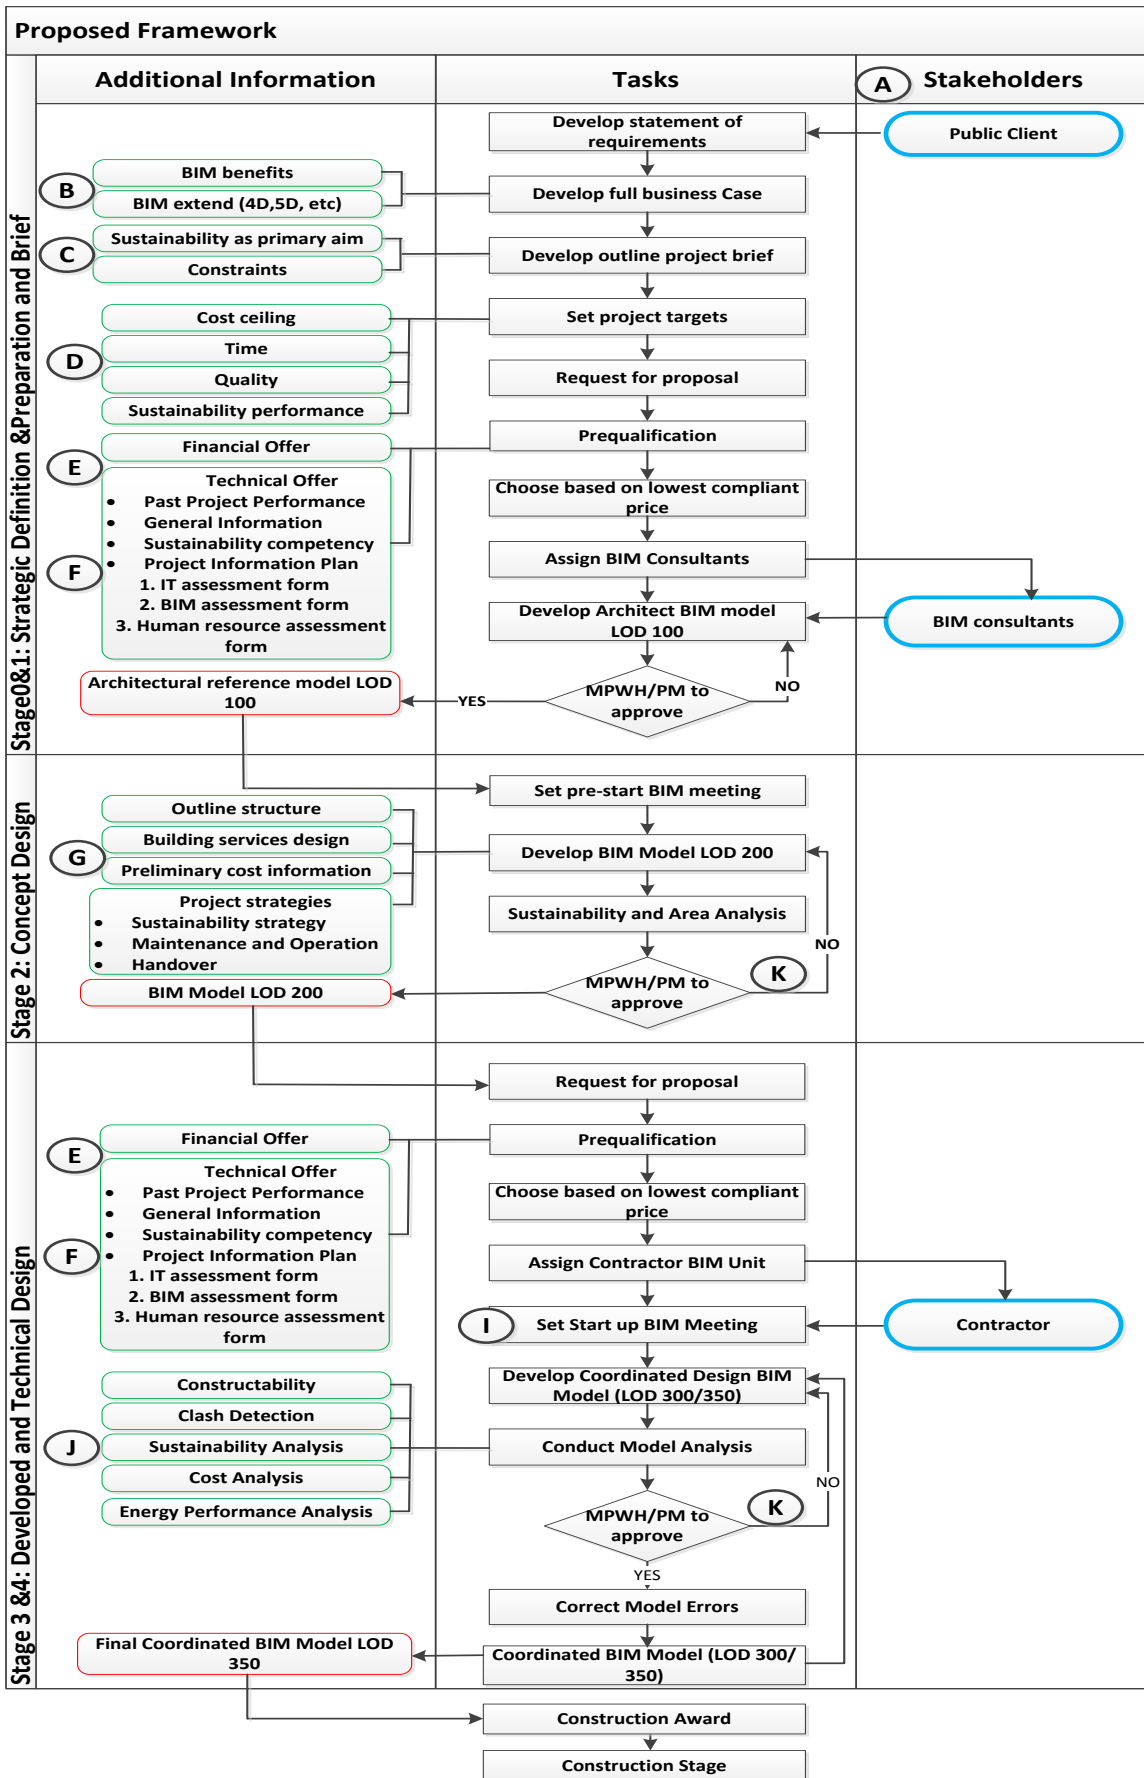 Proposed Framework
Additional Information
Tasks
A
Stakeholders
Stage0&1: Strategic Definition &Preparation and Brief
Develop statement of
requirements
Public Client
B
BIM benefits
BIM extend (4D,5D, etc)
Develop full business Case
C
Sustainability as primary aim
Constraints
Develop outline project brief
D
Cost ceiling
Time
Quality
Sustainability performance
Set project targets
Request for proposal
E
Financial Offer
Prequalification
F
Technical Offer
• Past Project Performance
• General Information
• Sustainability competency
• Project Information Plan
1. IT assessment form
2. BIM assessment form
3. Human resource assessment
form
Choose based on lowest compliant
price
Assign BIM Consultants
Develop Architect BIM model
LOD 100
BIM consultants
MPWH/PM to
approve
NO
YES
Architectural reference model LOD
100
Stage 2: Concept Design
Set pre-start BIM meeting
G
Outline structure
Building services design
Preliminary cost information
Project strategies
• Sustainability strategy
• Maintenance and Operation
• Handover
Develop BIM Model LOD 200
Sustainability and Area Analysis
NO
K
MPWH/PM to
approve
BIM Model LOD 200
Stage 3 &4: Developed and Technical Design
Request for proposal
E
Financial Offer
Prequalification
F
Technical Offer
• Past Project Performance
• General Information
• Sustainability competency
• Project Information Plan
1. IT assessment form
2. BIM assessment form
3. Human resource assessment
form
Choose based on lowest compliant
price
Assign Contractor BIM Unit
I
Set Start up BIM Meeting
Contractor
Develop Coordinated Design BIM
Model (LOD 300/350)
J
Constructability
Clash Detection
Sustainability Analysis
Cost Analysis
Energy Performance Analysis
Conduct Model Analysis
NO
K
MPWH/PM to
approve
YES
Correct Model Errors
Final Coordinated BIM Model LOD
350
Coordinated BIM Model (LOD 300/
350)
Construction Award
Construction Stage